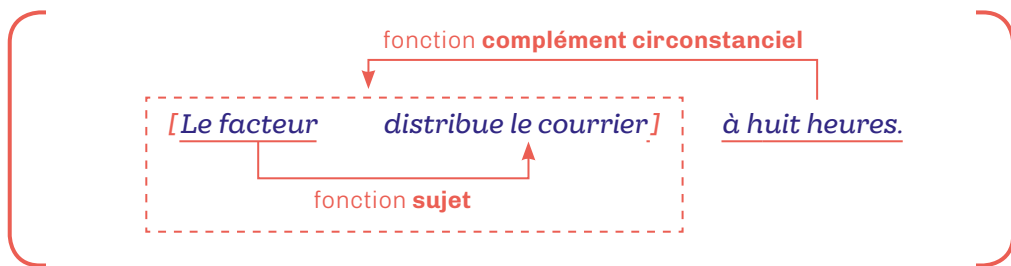 fonction complément circonstanciel
[Le facteur distribue le courrier] à huit heures.
fonction sujet